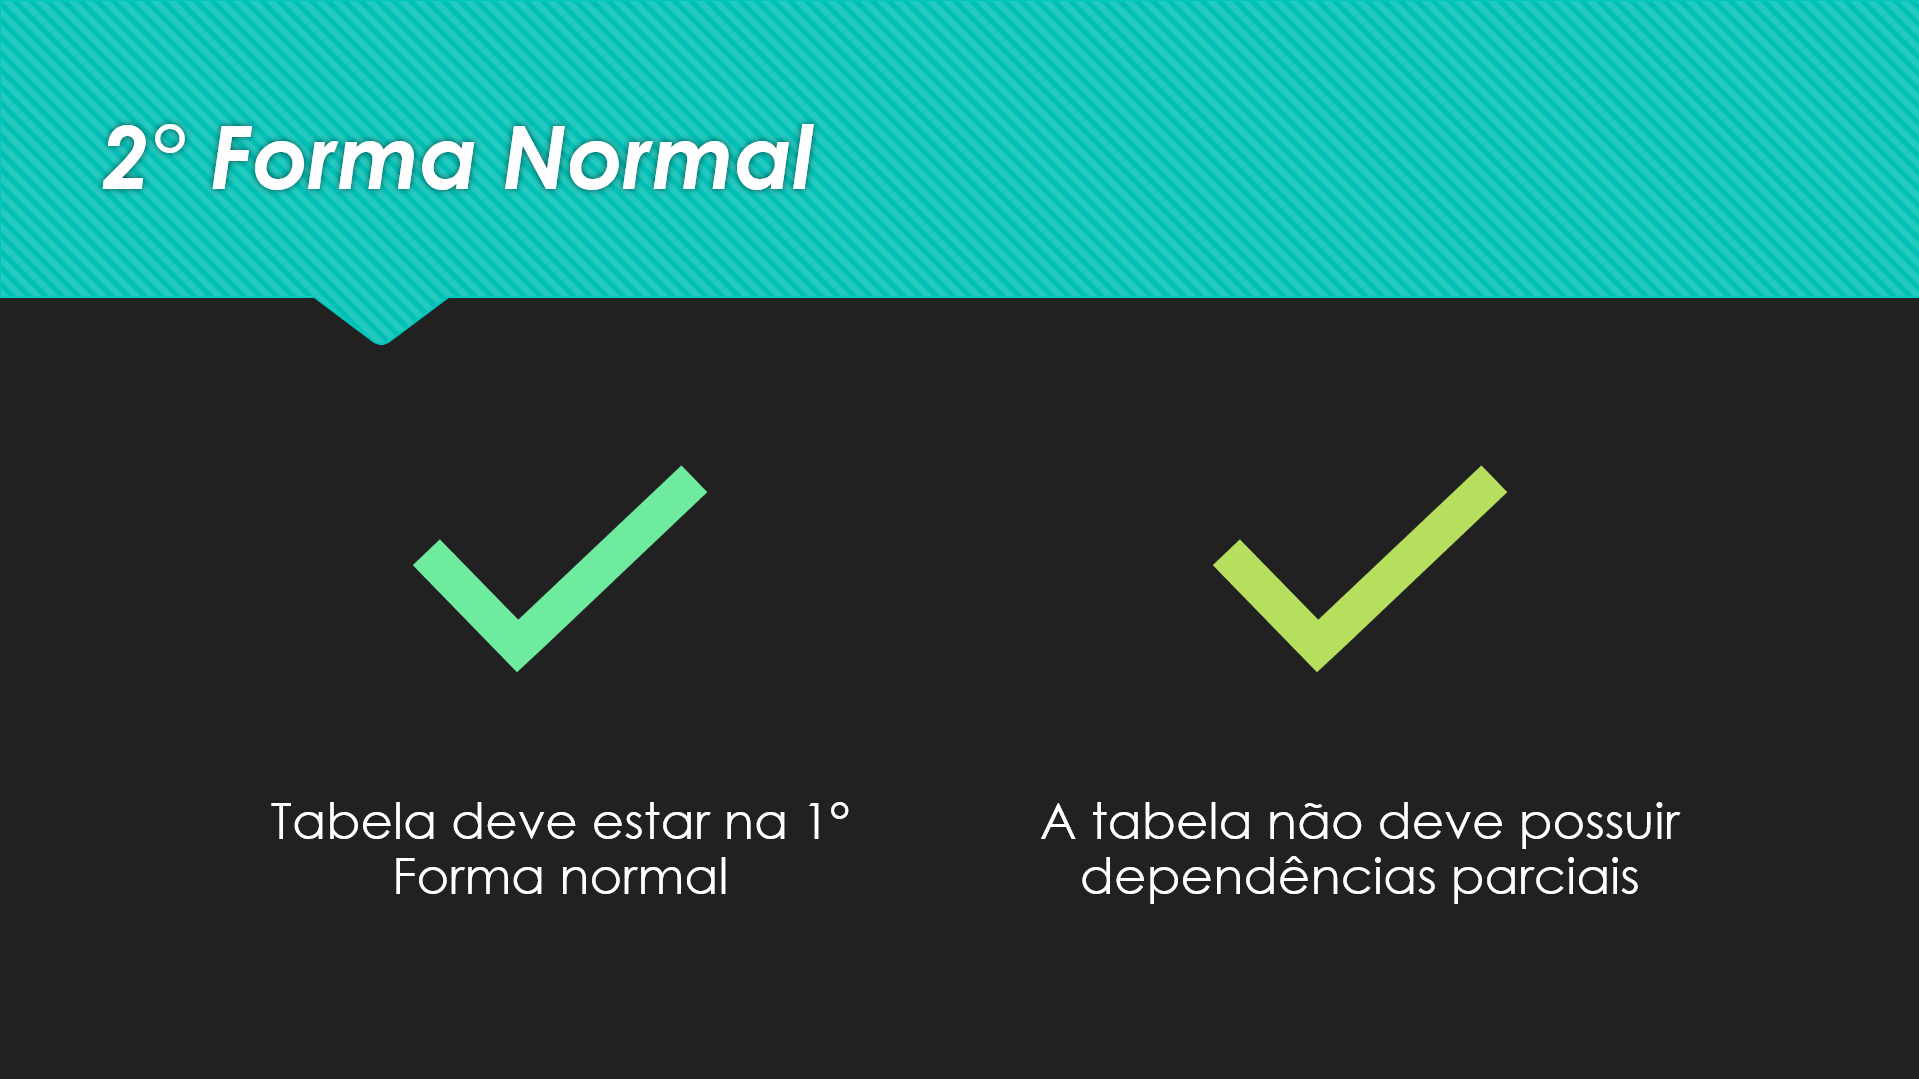 2° Forma Normal
Tabela deve estar na 1°
Forma normal
A tabela não deve possuir
dependências parciais